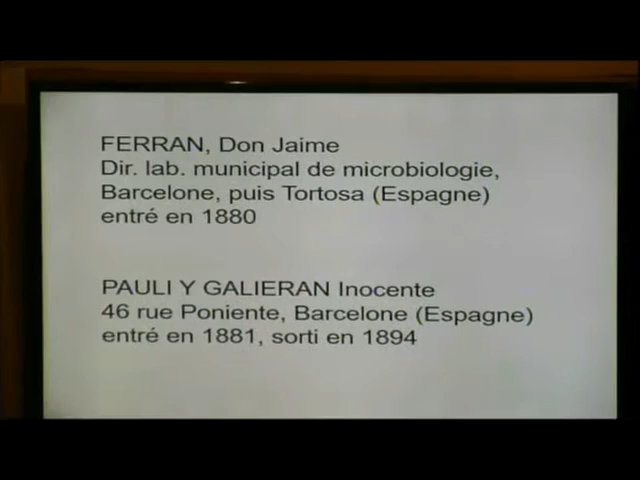 FERRAN, Don Jaime
Dir. lab. municipal de microbiologie,
Barcelone, puis Tortosa (Espagne)
entré en 1880
PAULI Y GALIERAN Inocente
46 rue Poniente, Barcelone (Espagne)
entré en 1881, sorti en 1894